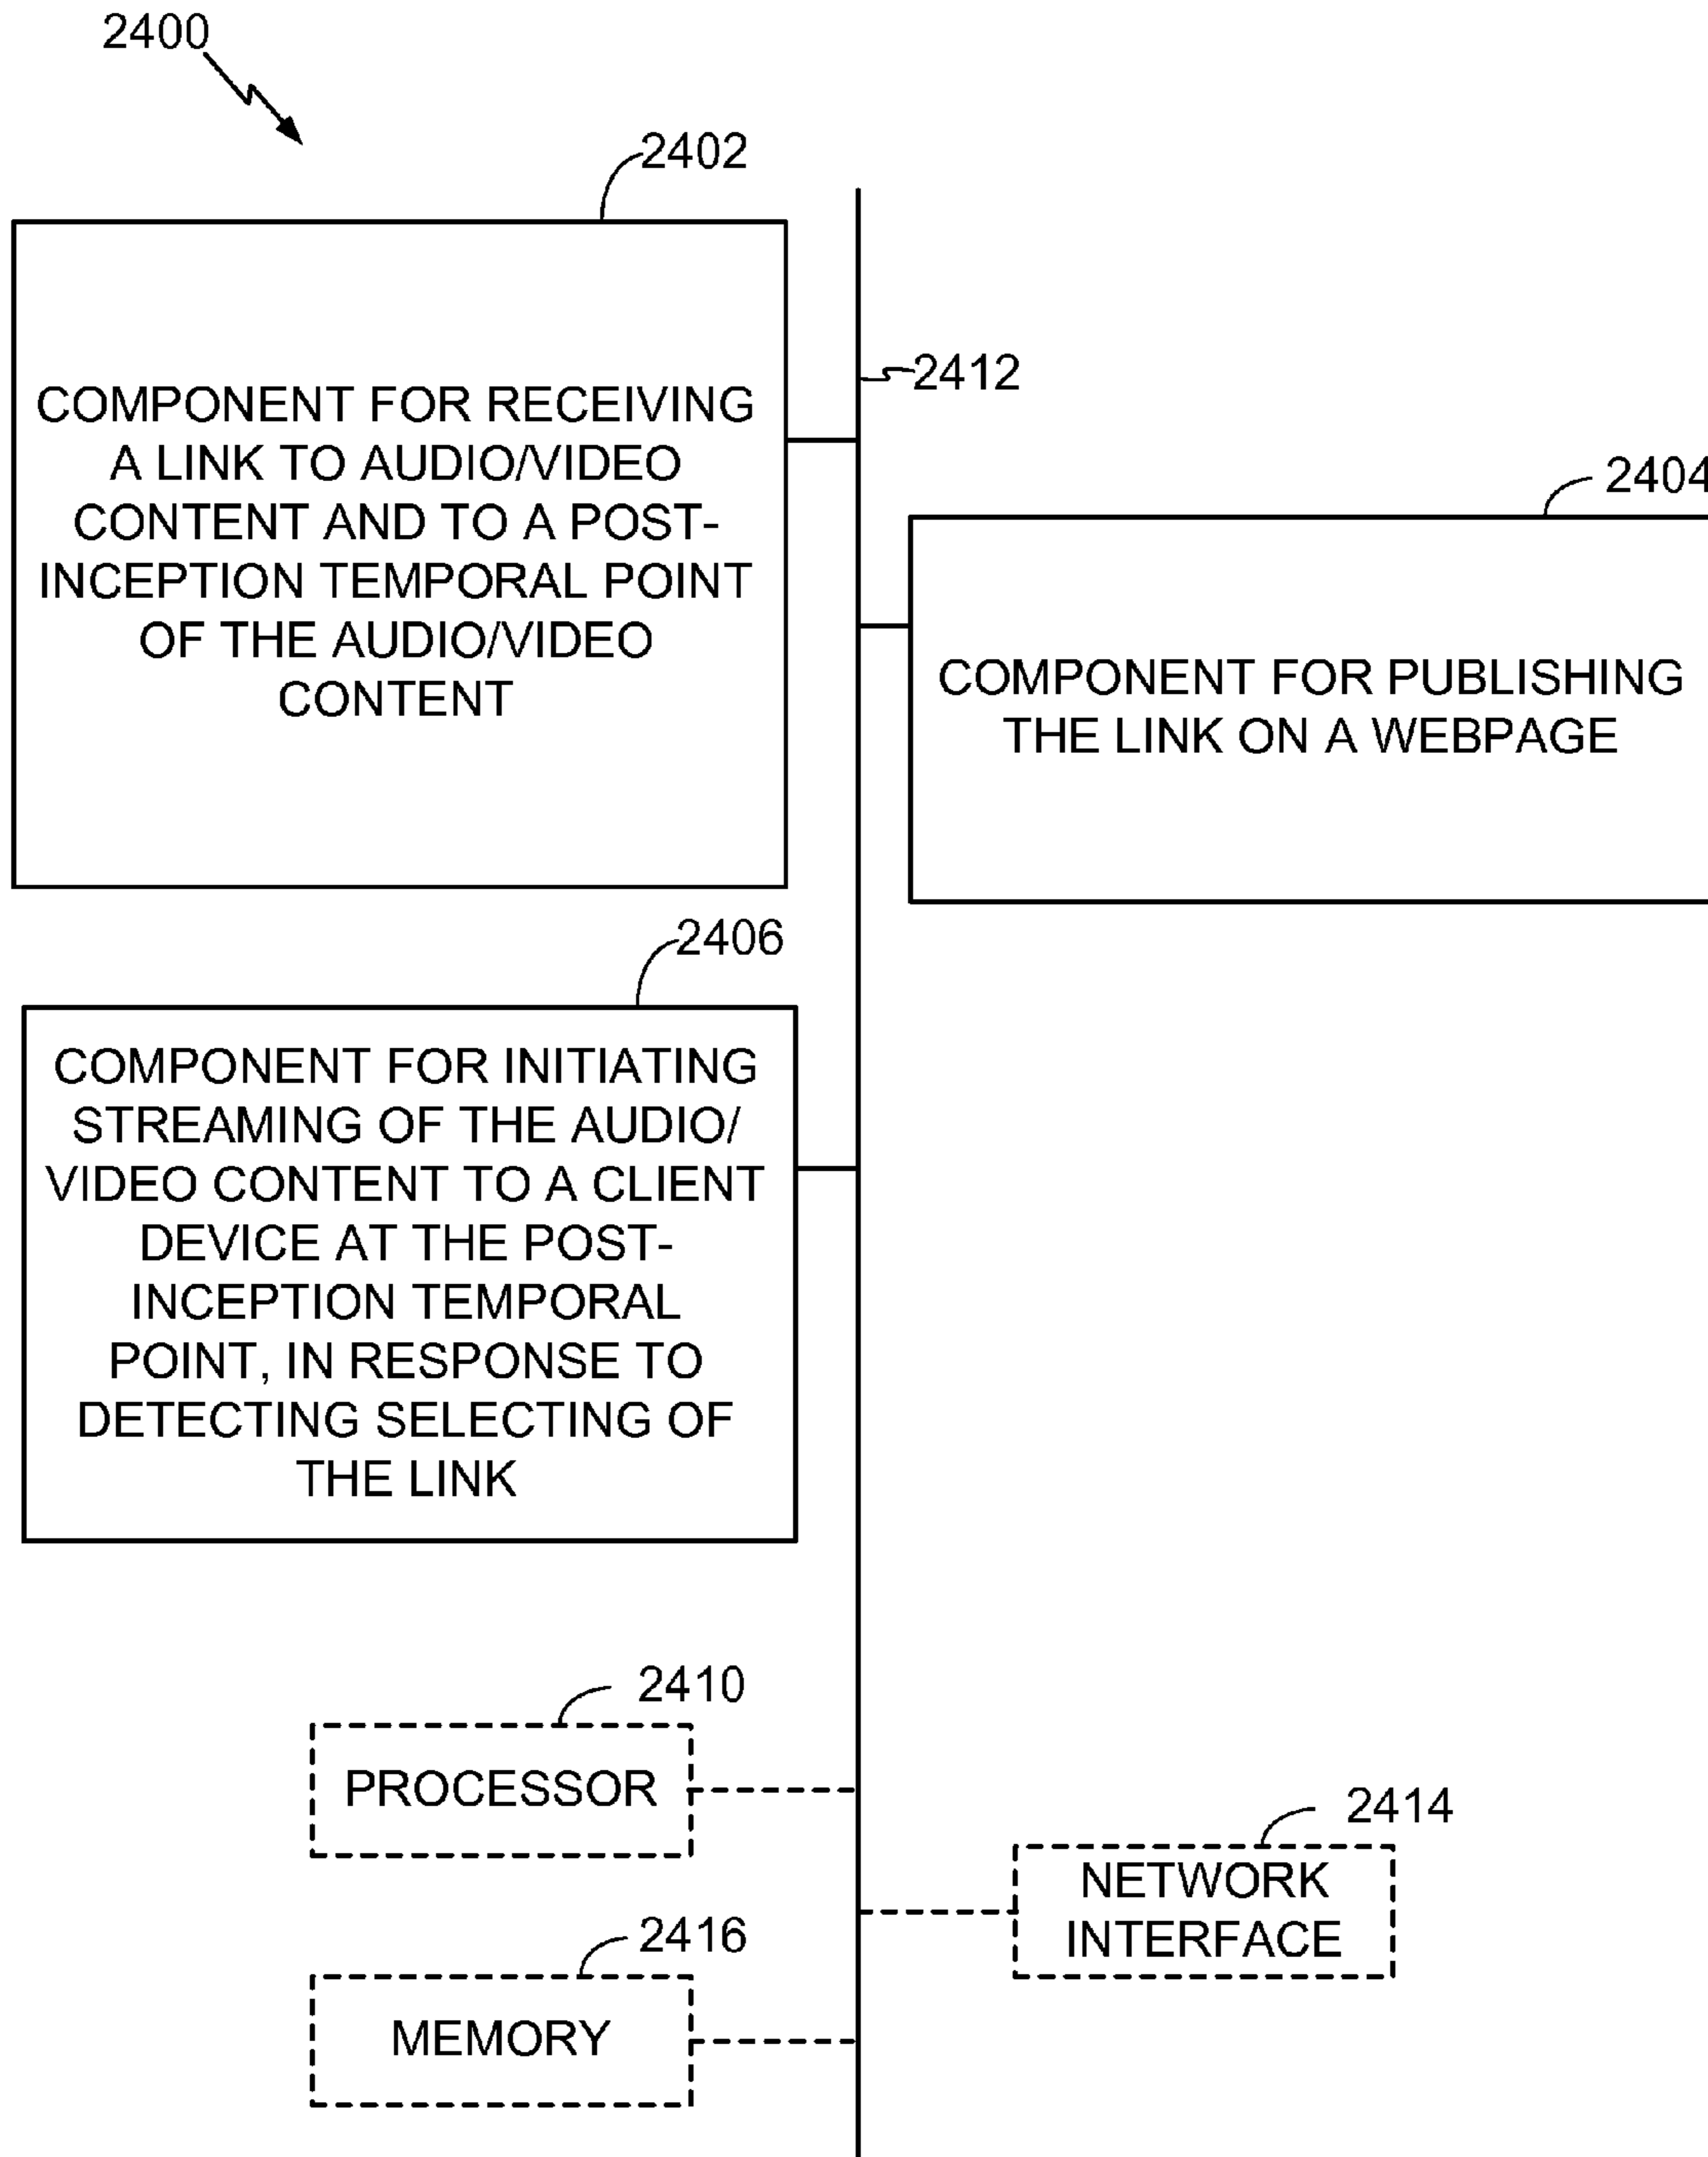 2400
2402
COMPONENT FOR RECEIVING
A LINK TO AUDIO/VIDEO
CONTENT AND TO A POST-
INCEPTION TEMPORAL POINT
OF THE AUDIO/VIDEO
CONTENT
2412
2404
COMPONENT FOR PUBLISHING
THE LINK ON A WEBPAGE
2406
COMPONENT FOR INITIATING
STREAMING OF THE AUDIO/
VIDEO CONTENT TO A CLIENT
DEVICE AT THE POST-
INCEPTION TEMPORAL
POINT, IN RESPONSE TO
DETECTING SELECTING OF
THE LINK
2410
PROCESSOR
2414
NETWORK
INTERFACE
2416
MEMORY